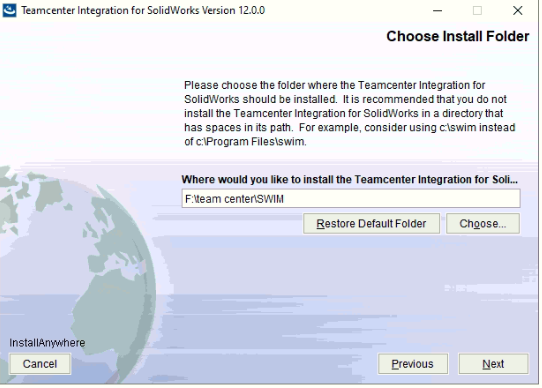 Teamcenter Integration for SolidWorks Version 12.0.0
Choose Install Folder
Please choose the folder where the Teamcenter Integration for
SolidWorks should be installed. It is recommended that you do not
install the Teamcenter Integration for SolidWorks in a directory that
has spaces in its path. For example, consider using c:\swim instead
of c:\Program Files\swim.
Where would you like to install the Teamcenter Integration for Soli...
F:\team center\SWIM
Restore Default Folder
Choose...
InstallAnywhere
Cancel
Previous
Next